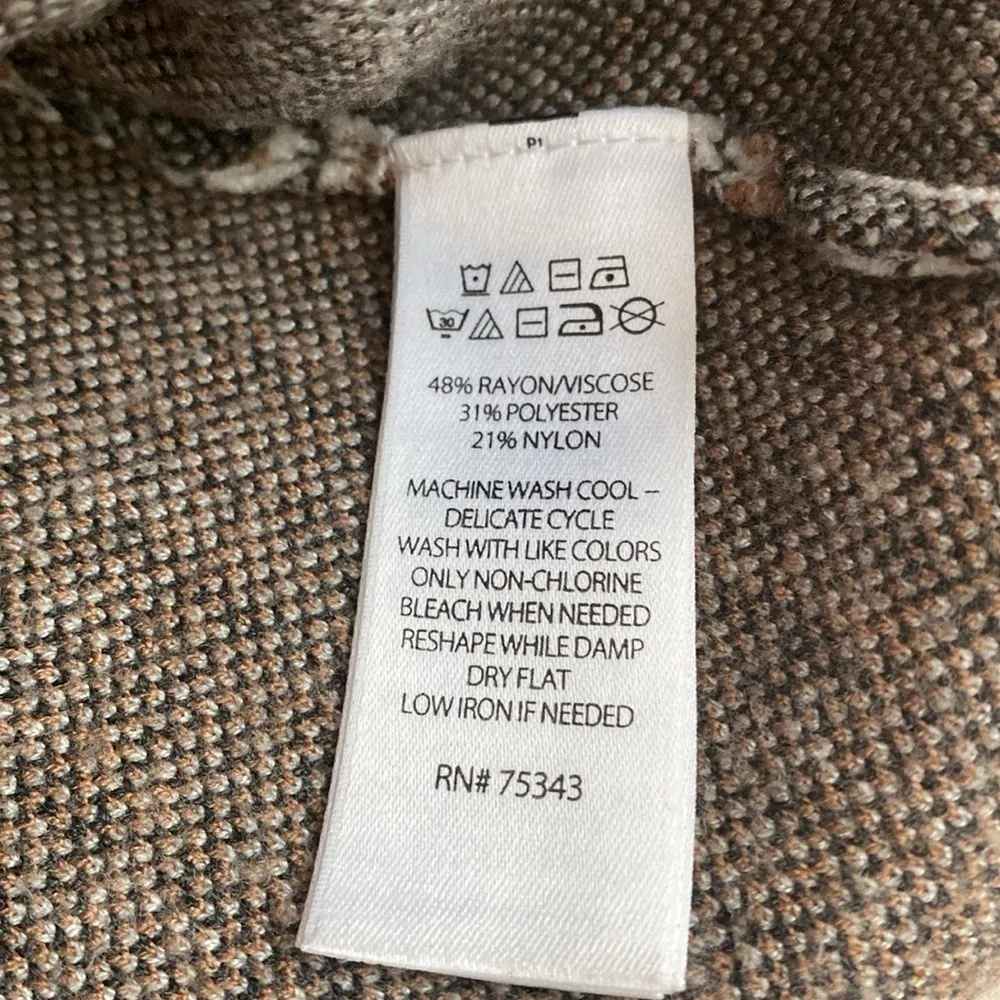 P1
30
48% RAYON/VISCOSE
31% POLYESTER
21% NYLON
MACHINE WASH COOL –
DELICATE CYCLE
WASH WITH LIKE COLORS
ONLY NON-CHLORINE
BLEACH WHEN NEEDED
RESHAPE WHILE DAMP
DRY FLAT
LOW IRON IF NEEDED
RN# 75343